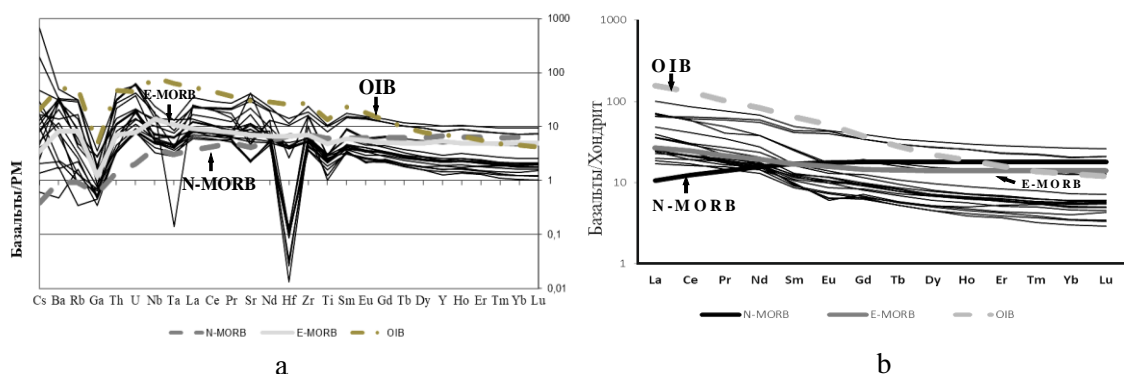 1000
100
10
1
0,1
0,01
Базальты/РМ
OIB
E-MORB
N-MORB
Cs Ba Rb Ga Th U Nb Ta La Ce Pr Sr Nd Hf Zr Ti Sm Eu Gd Tb Dy Y Ho Er Tm Yb Lu
N-MORB E-MORB OIB
a
1000
100
10
1
Базальты/Хондрит
OIB
E-MORB
N-MORB
La Ce Pr Nd Sm Eu Gd Tb Dy Ho Er Tm Yb Lu
N-MORB E-MORB OIB
b